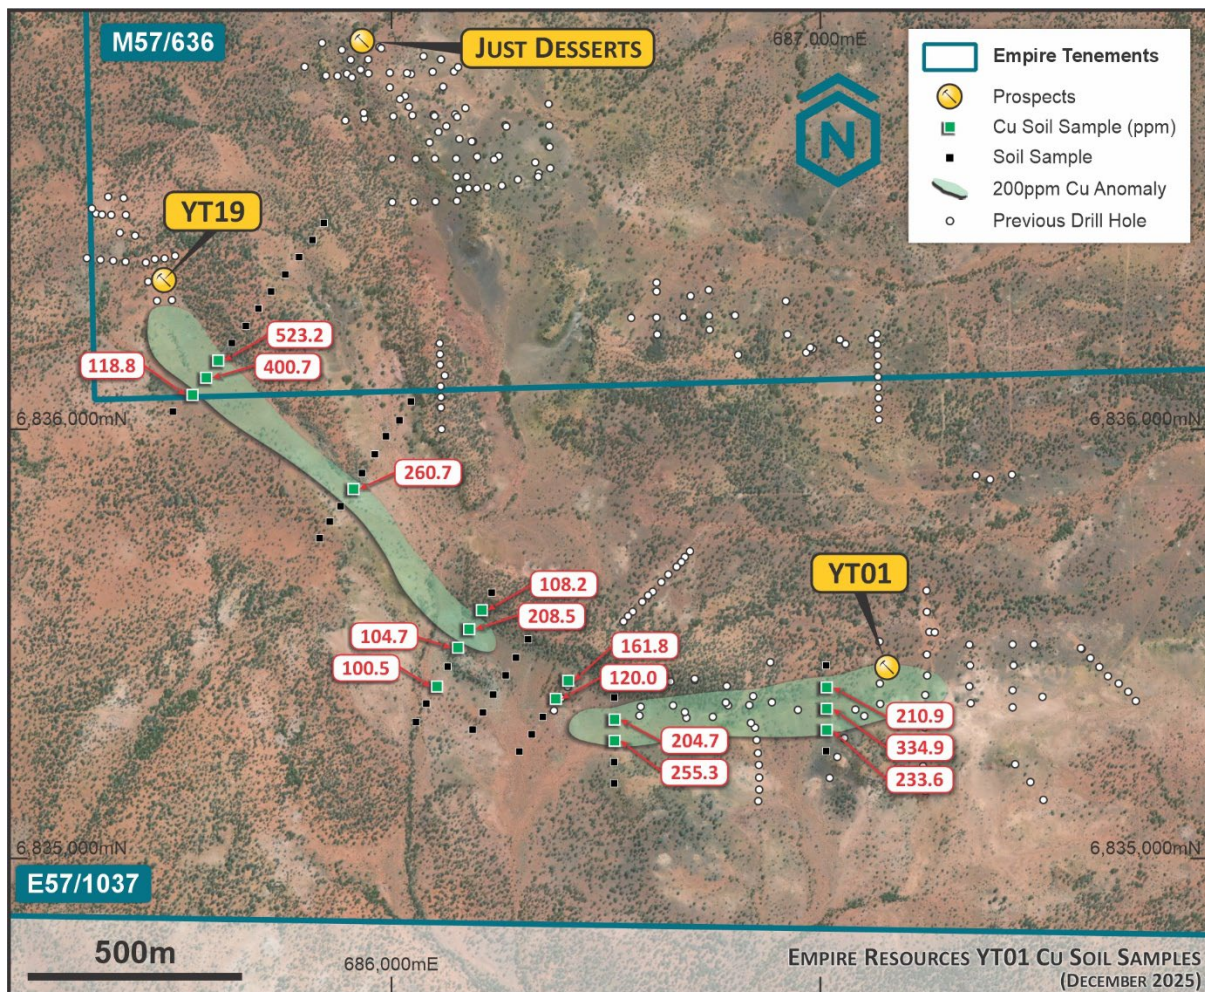 M57/636
JUST DESSERTS
687,000mE
Empire Tenements
Prospects
Cu Soil Sample (ppm)
Soil Sample
200ppm Cu Anomaly
Previous Drill Hole
N
YT19
523.2
118.8
400.7
6,836,000mN
6,836,000mN
260.7
YT01
108.2
208.5
104.7
161.8
100.5
120.0
210.9
204.7
334.9
255.3
233.6
6,835,000mN
6,835,000mN
E57/1037
500m
686,000mE
EMPIRE RESOURCES YT01 CU SOIL SAMPLES
(DECEMBER 2025)